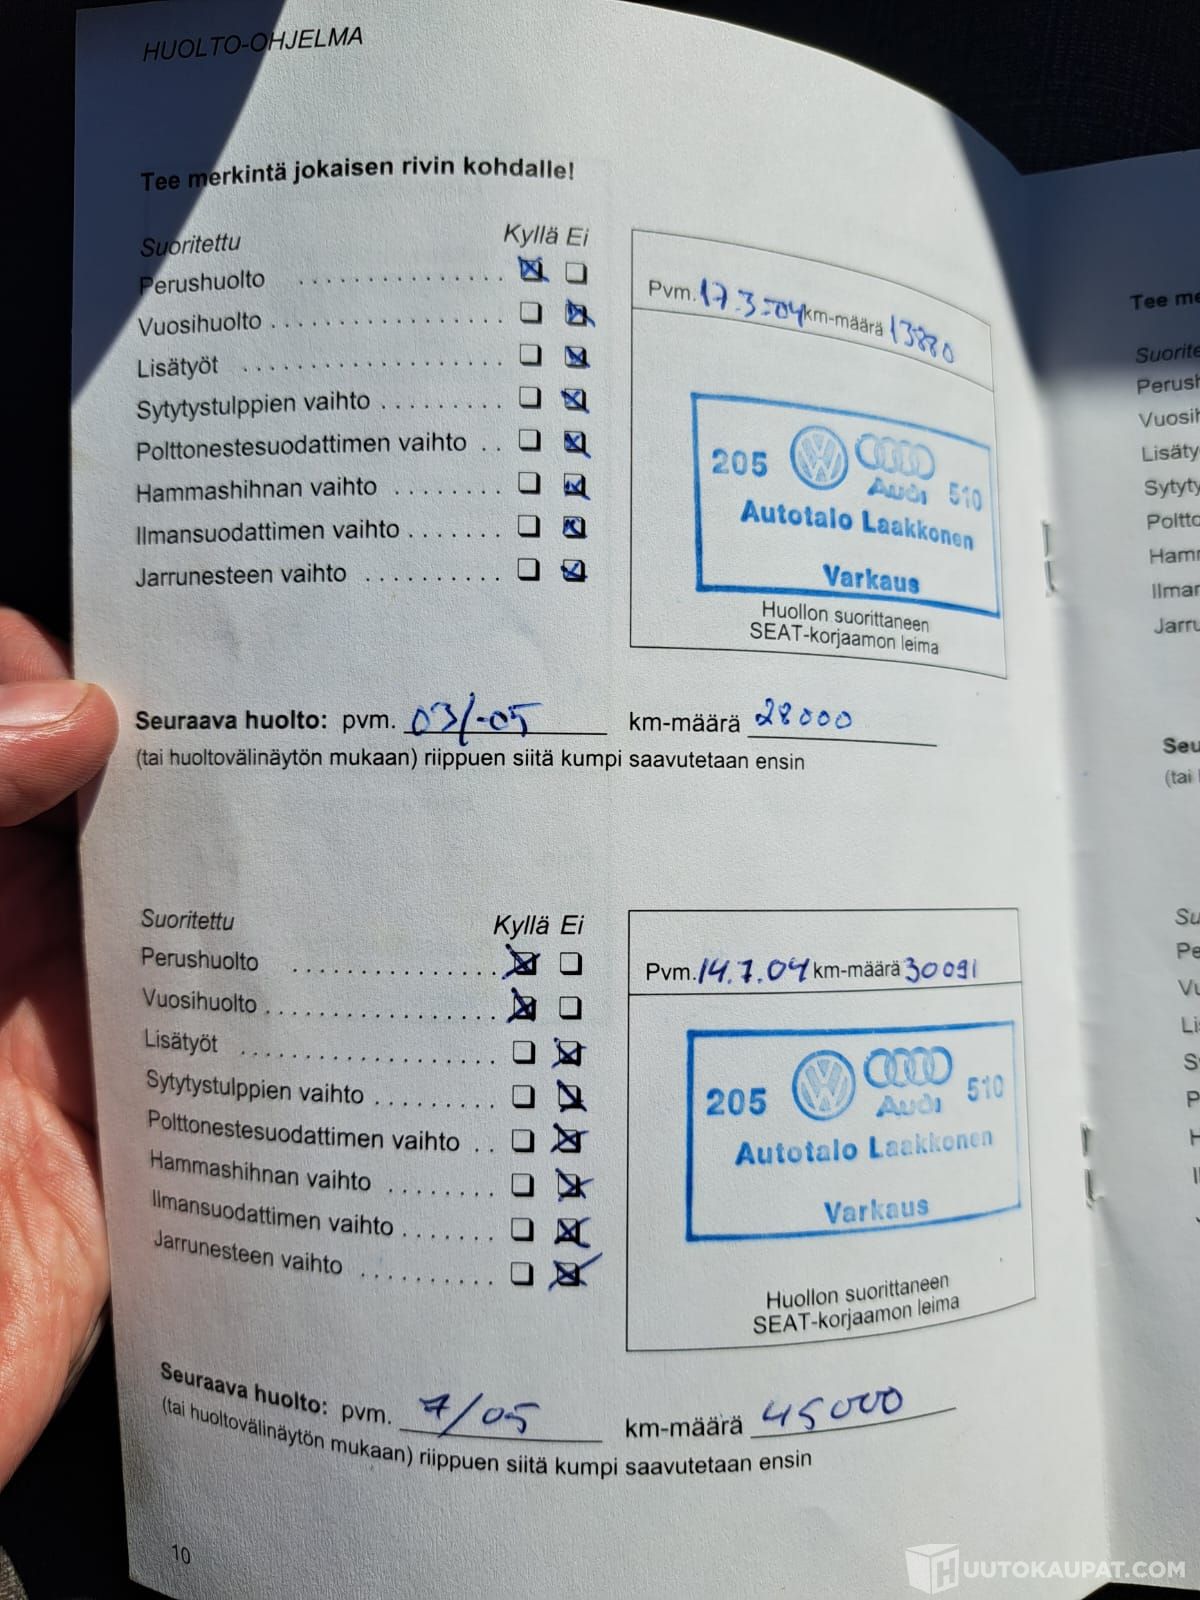 HUOLTO-OHJELMA
Tee merkintä jokaisen rivin kohdalle!
Suoritettu Kyllä Ei
Perushuolto
Vuosihuolto
Lisätyöt
Sytytystulppien vaihto
Polttonestesuodattimen vaihto
Hammashihnan vaihto
Ilmansuodattimen vaihto
Jarrunesteen vaihto
Pvm. 17.3-04 km-määrä 13880
205 510
Audi
Autotalo Laakkonen
Varkaus
Huollon suorittaneen
SEAT-korjaamon leima
Seuraava huolto: pvm. 03/-05 km-määrä 28000
(tai huoltovälinäytön mukaan) riippuen siitä kumpi saavutetaan ensin
Suoritettu Kyllä Ei
Perushuolto
Vuosihuolto
Lisätyöt
Sytytystulppien vaihto
Polttonestesuodattimen vaihto
Hammashihnan vaihto
Ilmansuodattimen vaihto
Jarrunesteen vaihto
Pvm. 14.7.04 km-määrä 30091
205 510
Audi
Autotalo Laakkonen
Varkaus
Huollon suorittaneen
SEAT-korjaamon leima
Seuraava huolto: pvm. 7/05 km-määrä 45000
(tai huoltovälinäytön mukaan) riippuen siitä kumpi saavutetaan ensin
10
Tee
(tai
HUUTOKAUPAT.COM